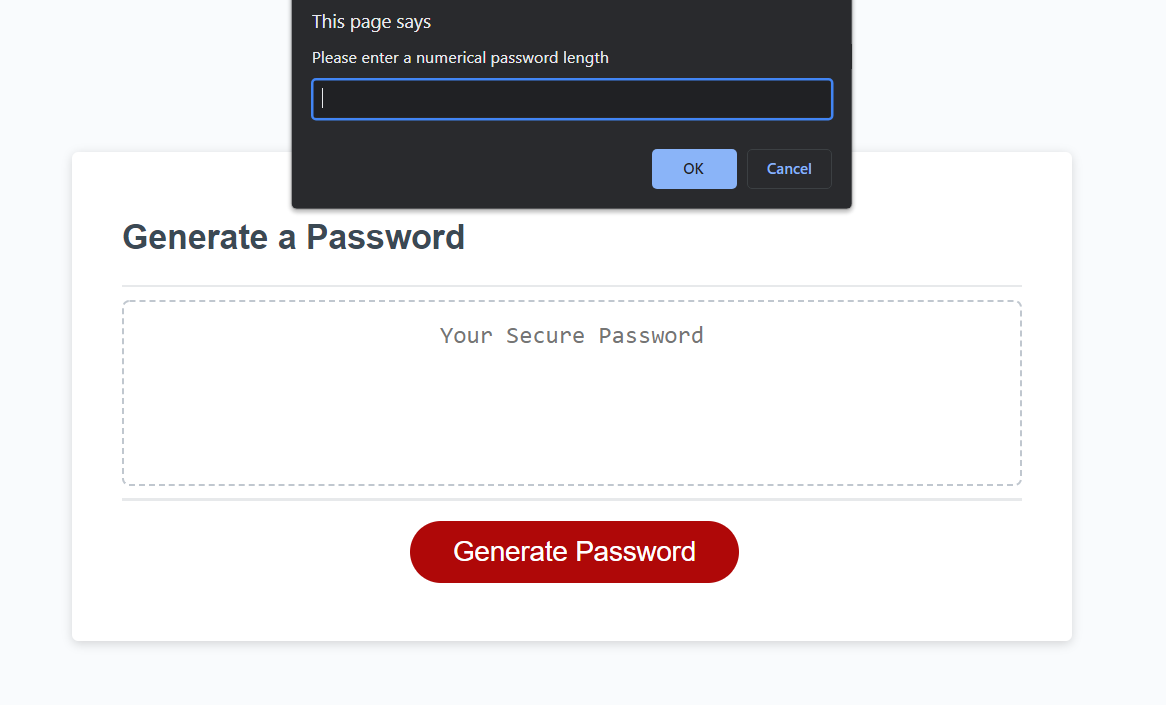 This page says
Please enter a numerical password length
OK
Cancel
Generate a Password
Your Secure Password
Generate Password